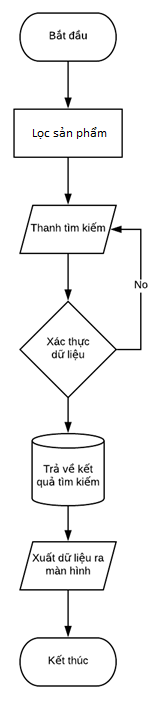 Bắt đầu
Lọc sản phẩm
Thanh tìm kiếm
No
Xác thực
dữ liệu
Trả về kết
quả tìm kiếm
Xuất dữ liệu ra
màn hình
Kết thúc